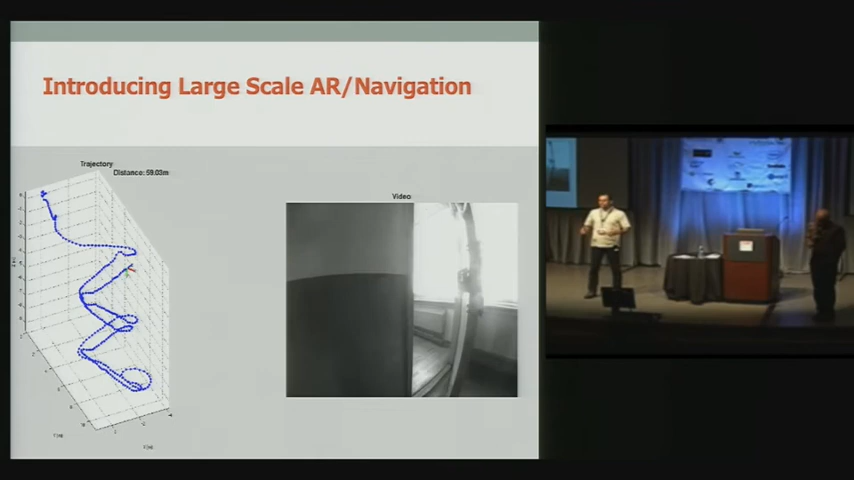 Introducing Large Scale AR/Navigation
Trajectory
Distance: 59.03m
Video